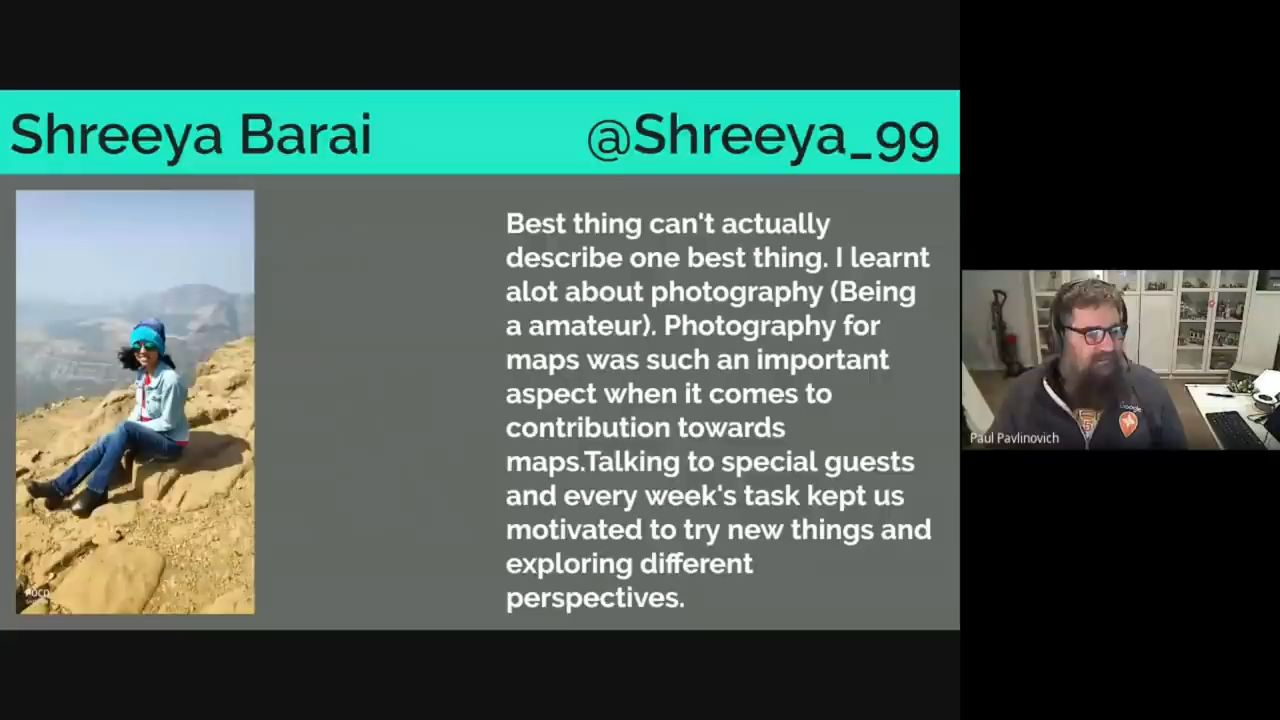 Shreeya Barai
@Shreeya_99
Best thing can't actually
describe one best thing. I learnt
alot about photography (Being
a amateur). Photography for
maps was such an important
aspect when it comes to
contribution towards
maps.Talking to special guests
and every week's task kept us
motivated to try new things and
exploring different
perspectives.
Google
Paul Pavlinovich